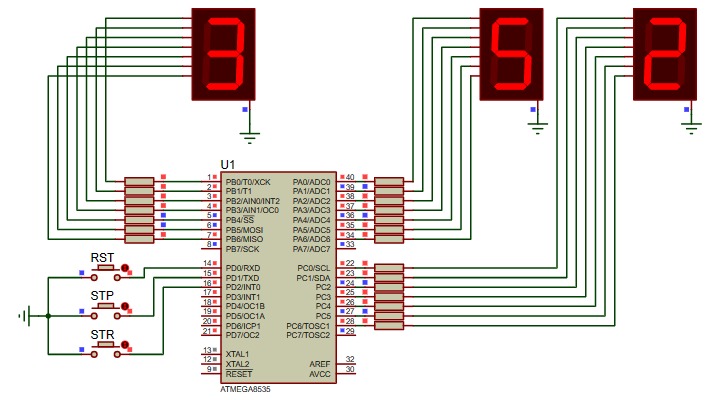 3
5
2
U1
1 PB0/T0/XCK PA0/ADC0 40
2 PB1/T1 PA1/ADC1 39
3 PB2/AIN0/INT2 PA2/ADC2 38
4 PB3/AIN1/OC0 PA3/ADC3 37
5 PB4/SS PA4/ADC4 36
6 PB5/MOSI PA5/ADC5 35
7 PB6/MISO PA6/ADC6 34
8 PB7/SCK PA7/ADC7 33
RST
14 PD0/RXD PC0/SCL 22
15 PD1/TXD PC1/SDA 23
16 PD2/INT0 PC2 24
STP
17 PD3/INT1 PC3 25
18 PD4/OC1B PC4 26
19 PD5/OC1A PC5 27
20 PD6/ICP1 PC6/TOSC1 28
21 PD7/OC2 PC7/TOSC2 29
STR
13 XTAL1
12 XTAL2 AREF 32
9 RESET AVCC 30
ATMEGA8535